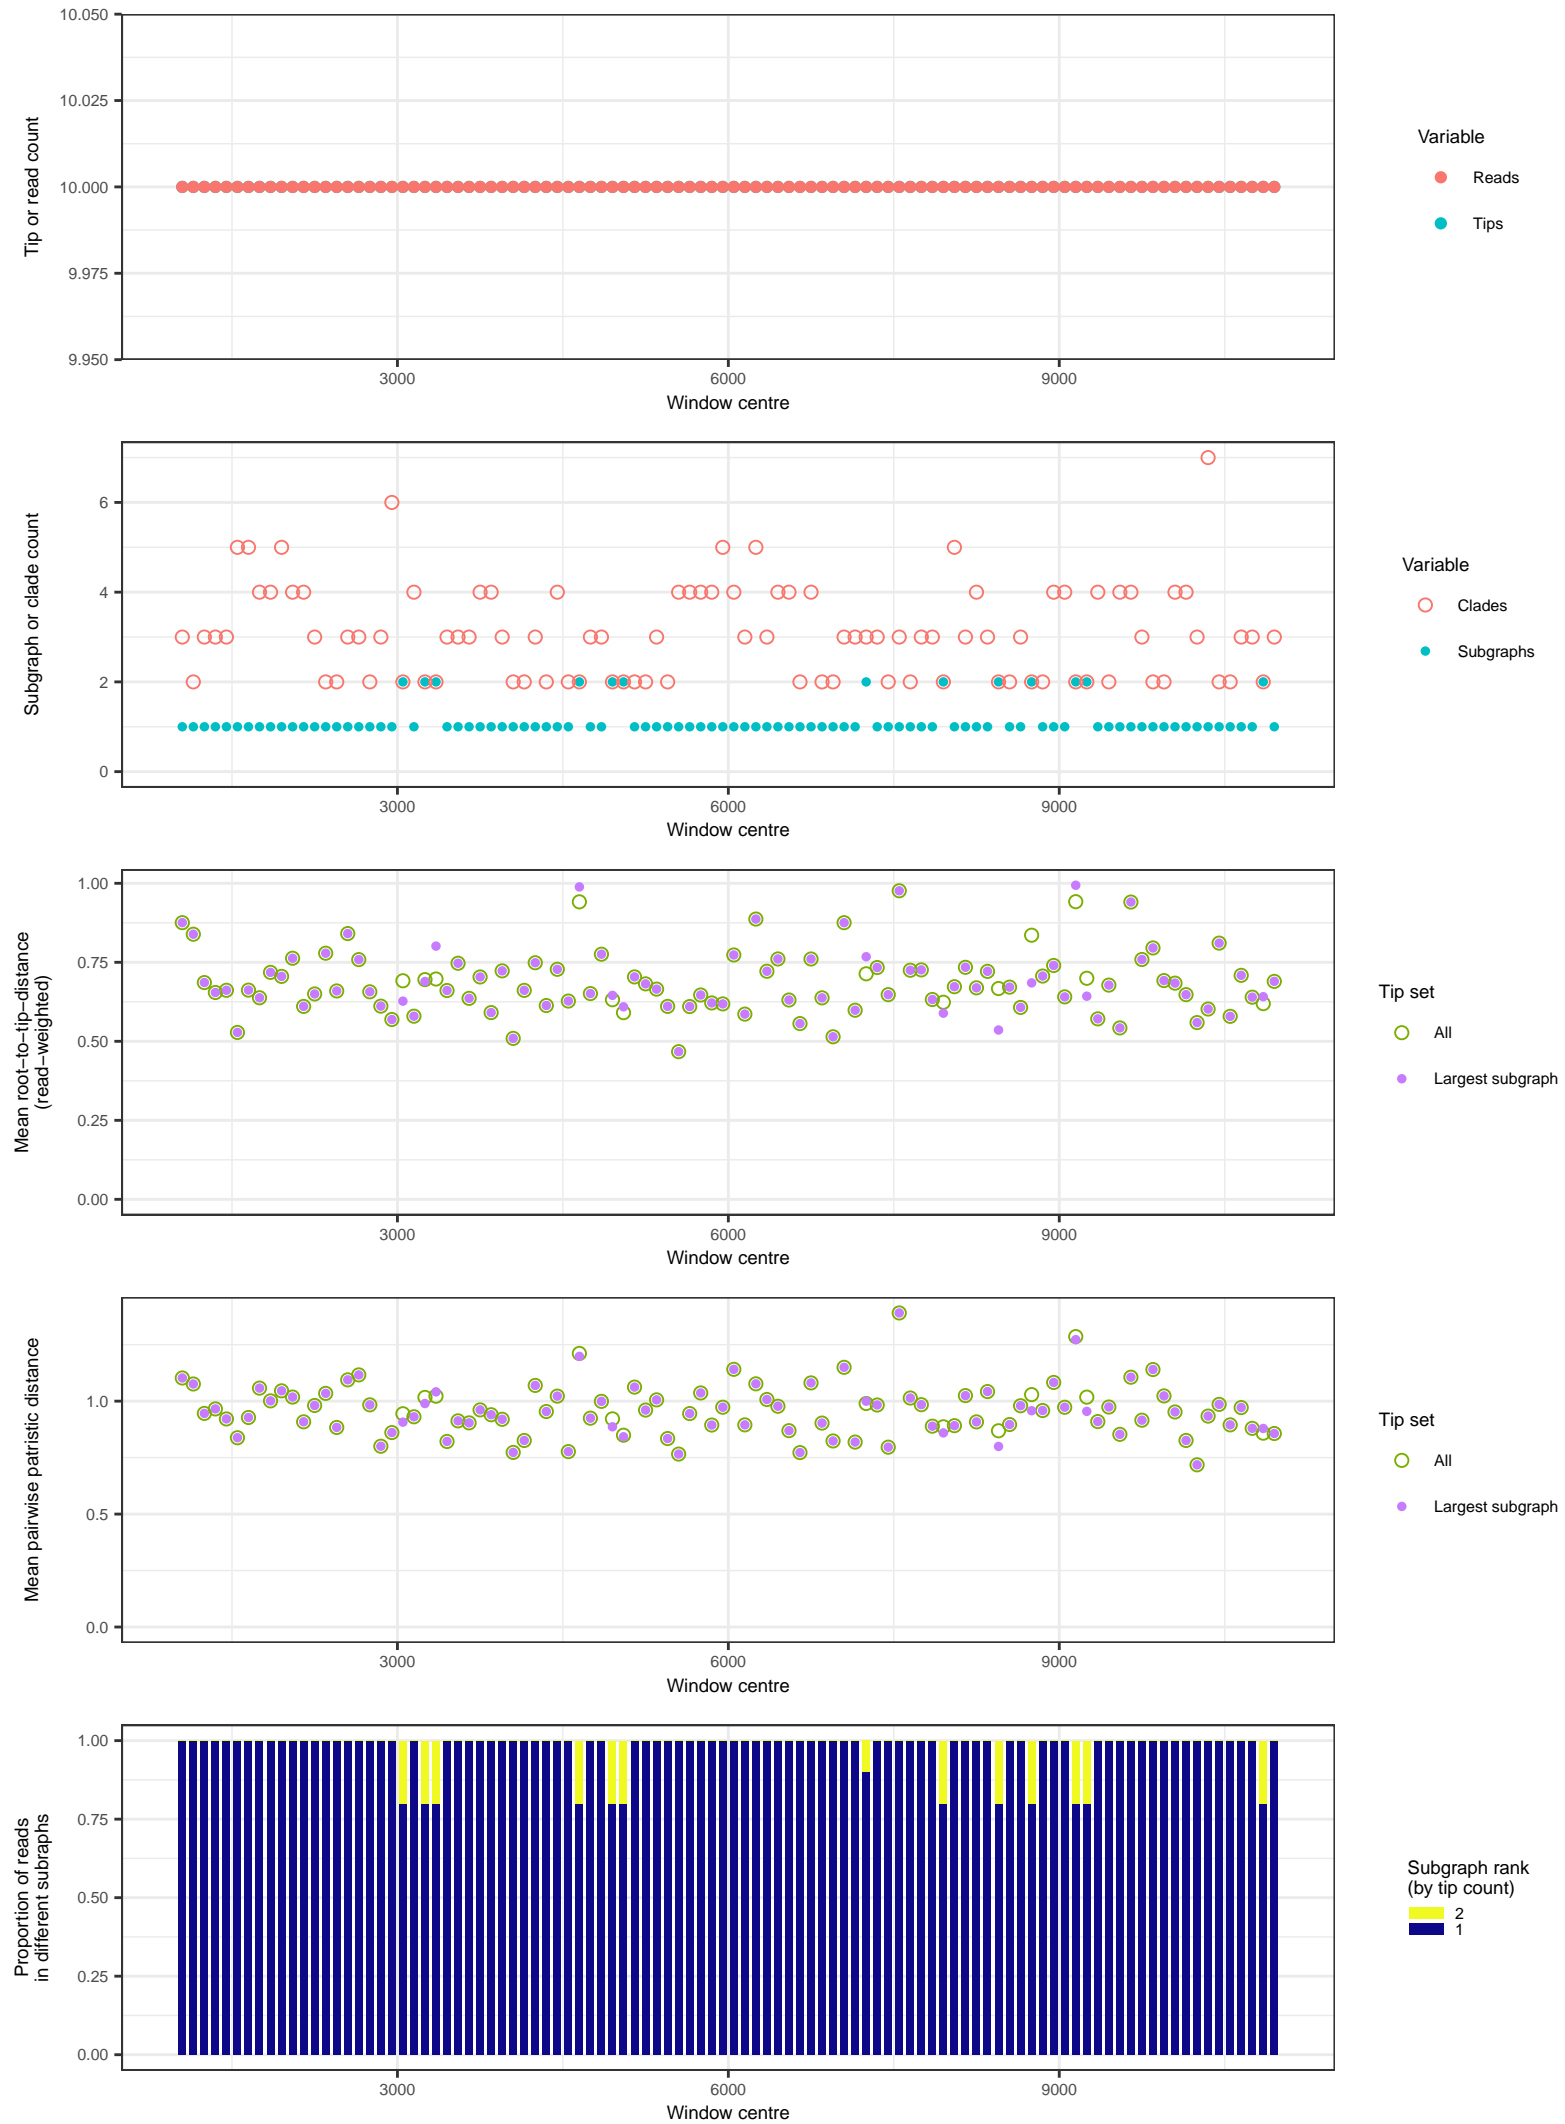 10.050
10.025
10.000
9.975
9.950
Tip or read count
3000
6000
9000
Window centre
Variable
Reads
Tips
6
4
2
0
Subgraph or clade count
3000
6000
9000
Window centre
Variable
Clades
Subgraphs
1.00
0.75
0.50
0.25
0.00
Mean root−to−tip−distance
(read−weighted)
3000
6000
9000
Window centre
Tip set
All
Largest subgraph
1.0
0.5
0.0
Mean pairwise patristic distance
3000
6000
9000
Window centre
Tip set
All
Largest subgraph
1.00
0.75
0.50
0.25
0.00
Proportion of reads
in different subraphs
3000
6000
9000
Window centre
Subgraph rank
(by tip count)
2
1